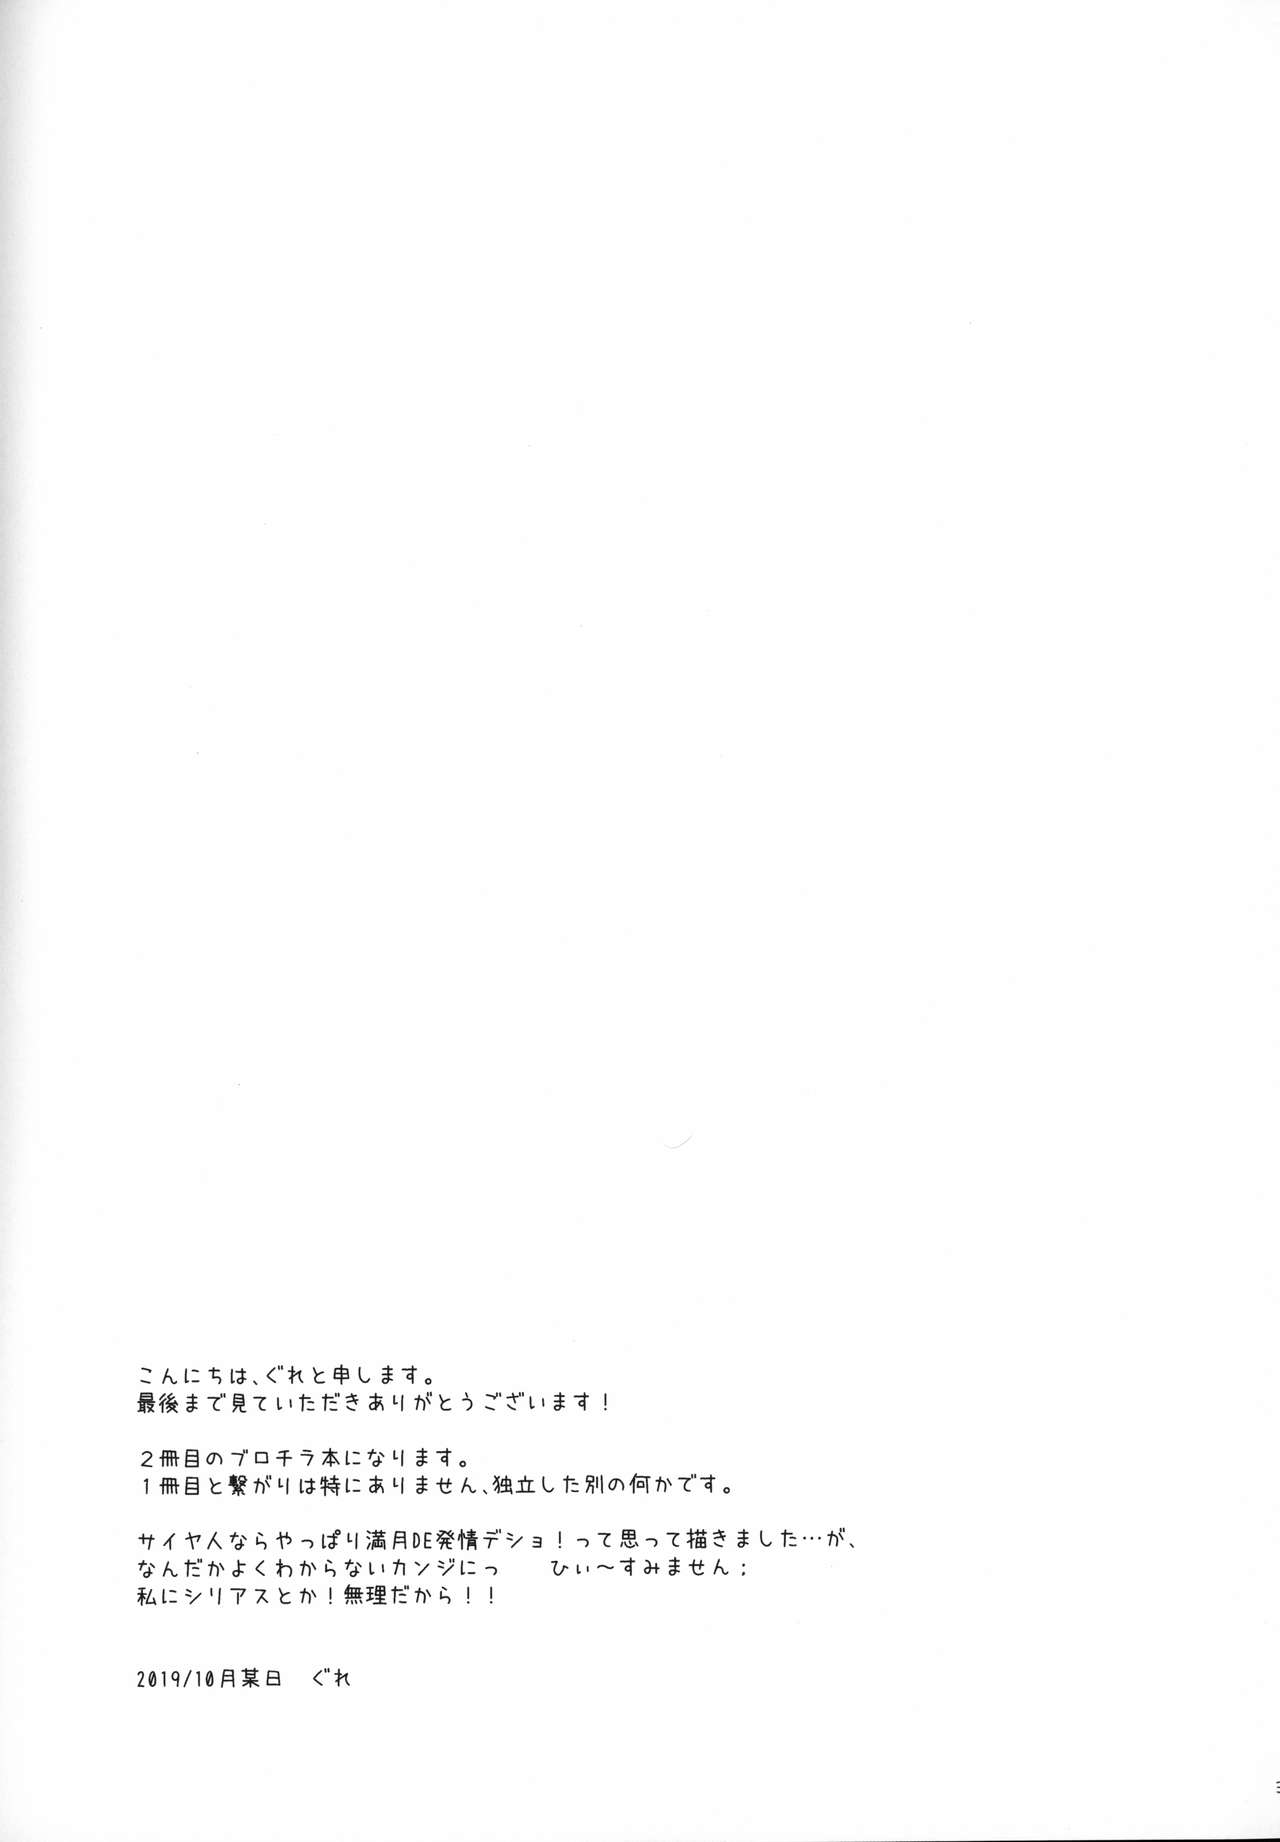 こんにちは、ぐれと申します。
最後まで見ていただきありがとうございます！
２冊目のブロチラ本になります。
１冊目と繋がりは特にありません、独立した別の何かです。
サイヤ人ならやっぱり満月DE発情デショ！って思って描きました…が、
なんだかよくわからないカンジにっ　　ひぃ～すみません；
私にシリアスとか！無理だから！！
2019/10月某日　ぐれ